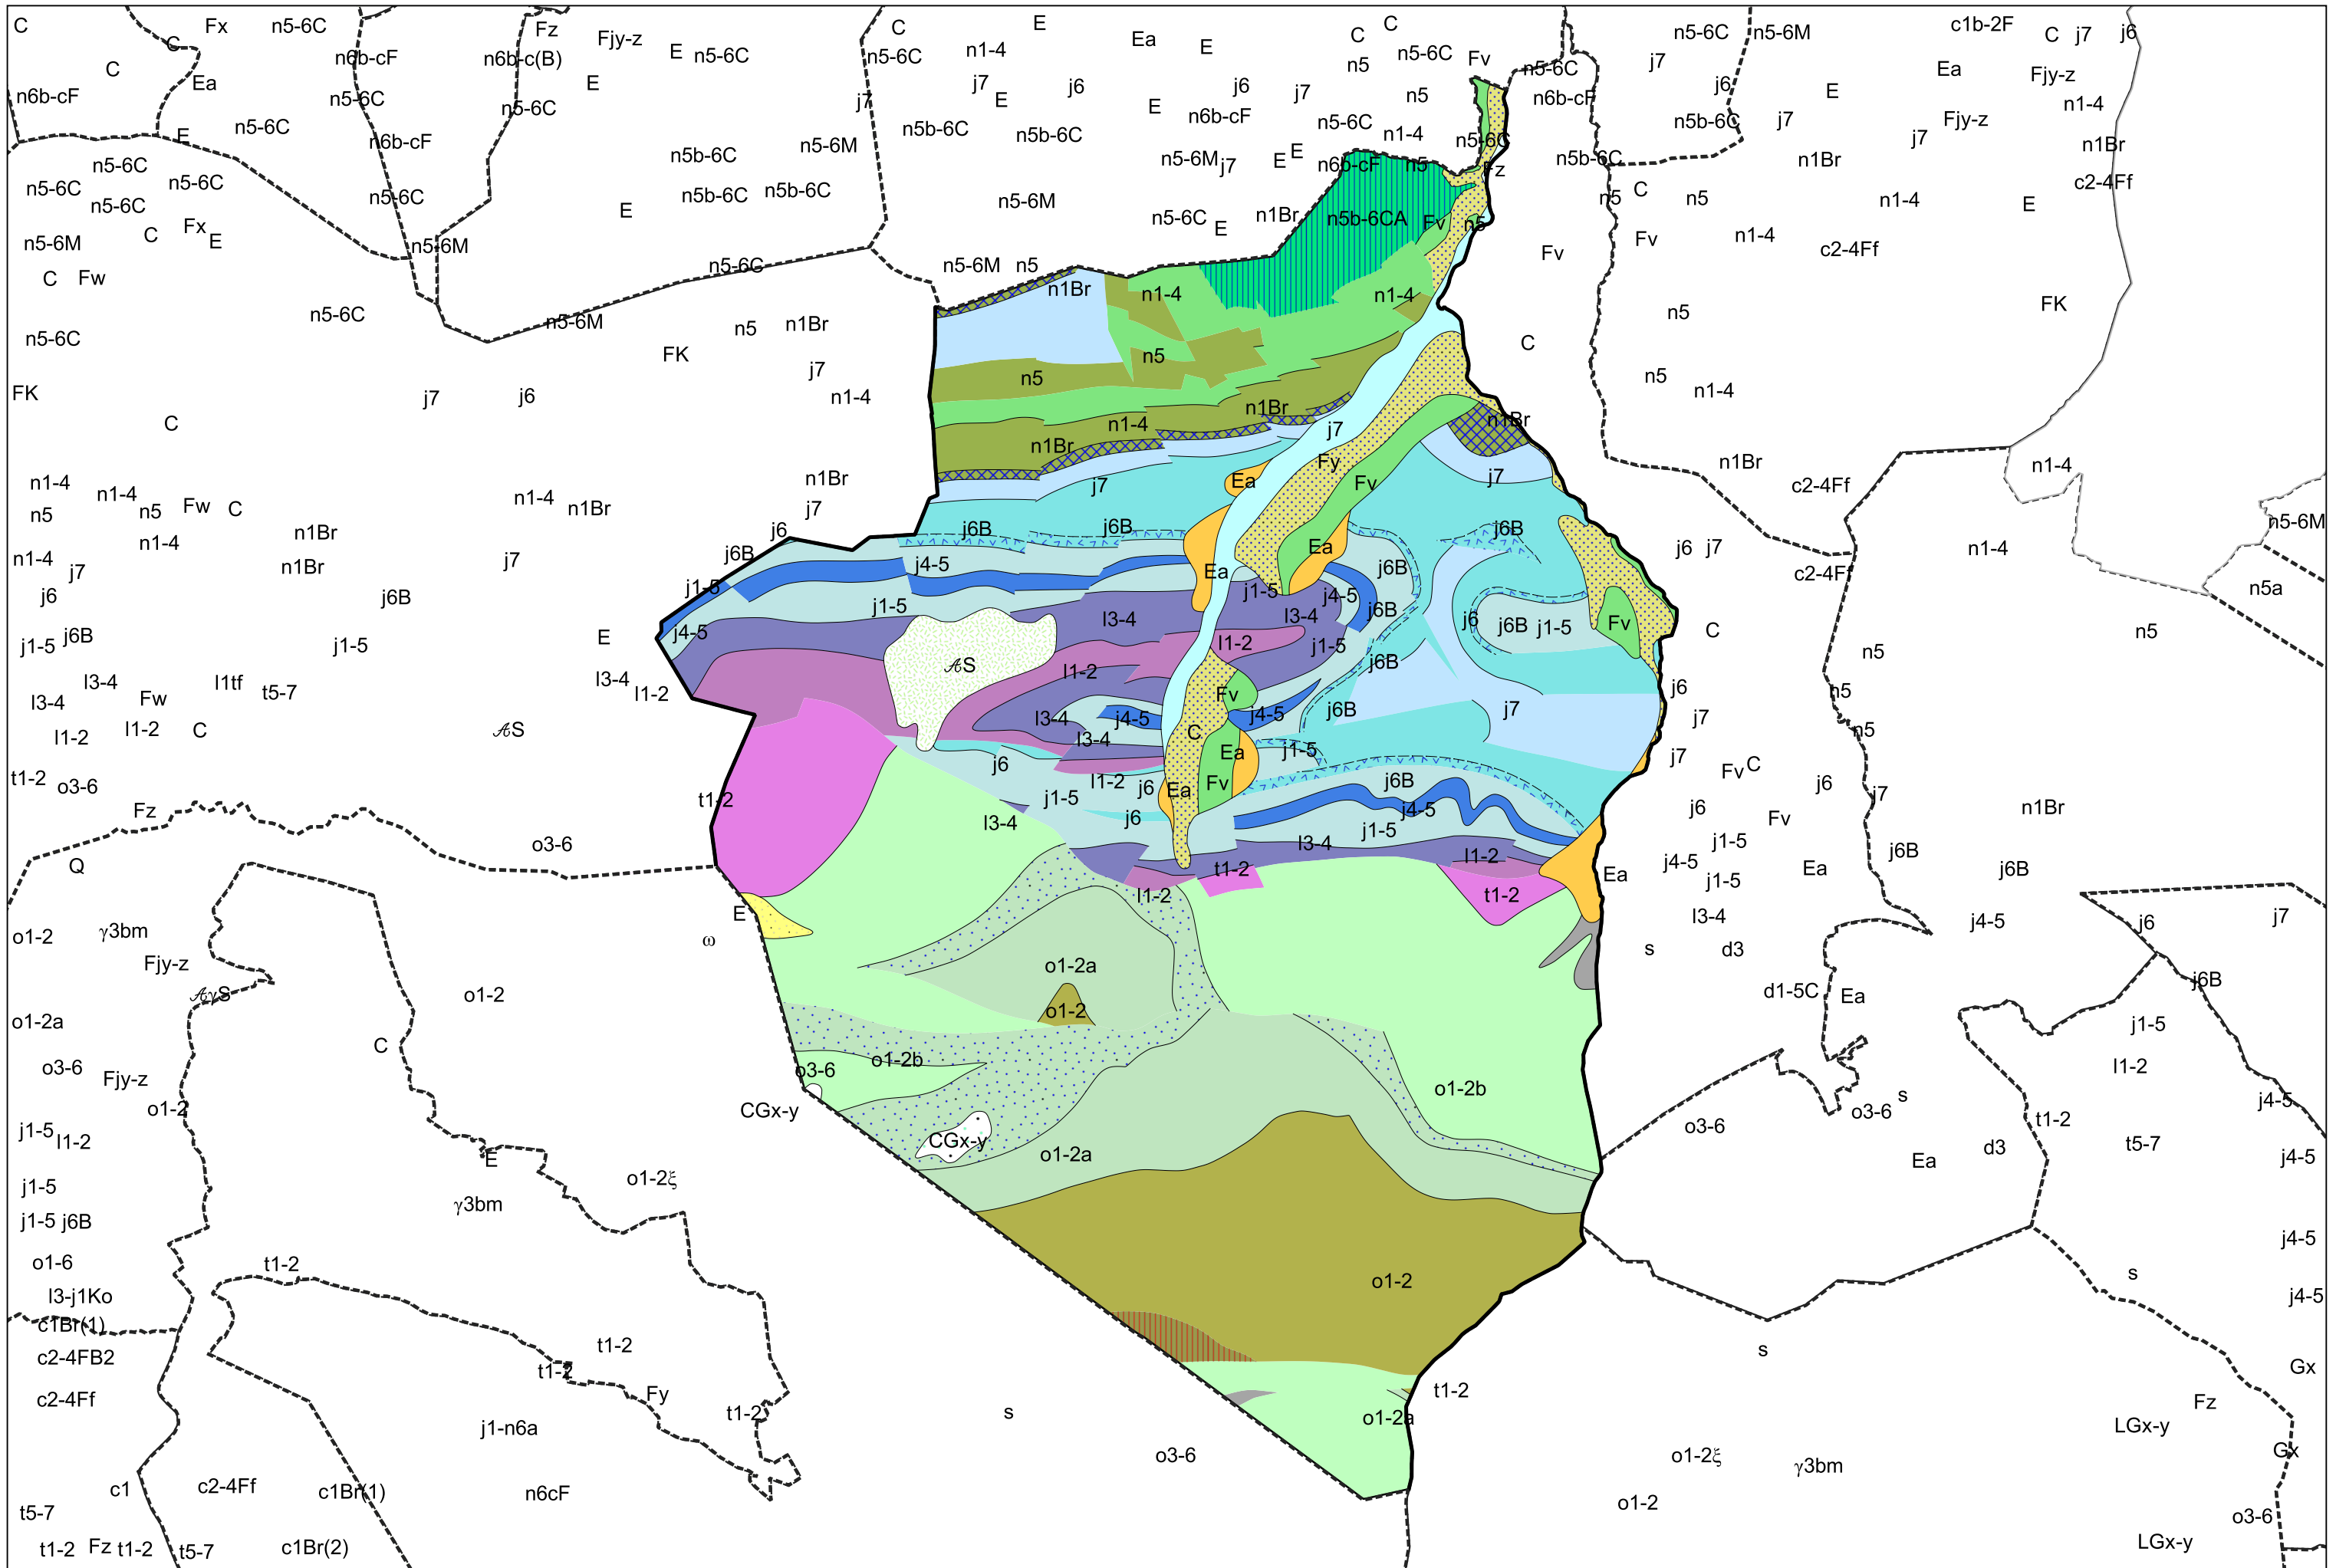 C Fx n5-6C Fz Fjy-z C E Ea E C C n5-6C n5-6M c1b-2F C j7 j6
C n6b-cF n6b-c(B) E n5-6C n5-6C n1-4 n5 n5-6C Fv n5-6C j7 Ea Fjy-z
C n6b-cF Ea n5-6C E n5-6C j7 j7 E j6 E j6 j7 n5 n6b-cF j6 E n1-4
E n5-6C n6b-cF n5b-6C n5b-6C n6b-cF n5-6C n1-4 n5-6C n5b-6C j7 Fjy-z j7 n1Br
n5-6C n5-6C n5b-6C n5-6M n5-6M j7 E E n6b-cF n5 Fz n5b-6C n1Br c2-4Ff
n5-6C n5-6C n5-6C n5b-6C n5b-6C n5-6M n5 C n5 n1-4 E
C Fx E E n5-6C E n1Br n5b-6CA Fv n5 Fv n1-4
n5-6M n5-6M Fv c2-4Ff
C Fw n5-6C n5-6M n5 n1Br n1-4 n1-4 FK
n5-6C n5-6C n5-6M n5 n1Br n5 C
FK FK j7 n5 n5 n5 n1-4
C j7 j6 n1-4 n1Br n1-4 n1Br n1Br
n1Br j7 Fy Ea Fv j7 n1Br n1-4
n1-4 n1-4 n5 n5 Fw C n1-4 n1Br n1Br j7 c2-4Ff
n1-4 n1Br j6 j7 j6B j6B j6B n5-6M
n1-4 j7 n1Br j7 j6B j4-5 Ea Ea j6B j6 j7 n1-4 c2-4Ff
j6 j6B j1-5 j1-5 j1-5 j4-5 j6B n5a
j1-5 j6B j1-5 E j4-5 l3-4 l3-4 l1-2 j1-5 j6 j6B j1-5 Fv C n5
l3-4 l3-4 Fw l1tf t5-7 l3-4 l1-2 𝒜S l1-2 Fv j6B j6 n5
l1-2 l1-2 C 𝒜S l3-4 j4-5 C j4-5 j6B j7 j7 n5 n5
t1-2 o3-6 l3-4 j6 l1-2 j6 Ea Ea Fv j1-5 j6B j7 Fv C j6 j7
Fz t1-2 j1-5 l3-4 j6 j4-5 j1-5 j6 Fv n1Br
Q o3-6 l3-4 t1-2 l1-2 Ea j4-5 j1-5 j1-5 Ea j6B j6B
E l1-2 t1-2 l3-4 j4-5 j6 j7
o1-2 γ3bm ω s d3
Fjy-z 𝒜γS o1-2 o1-2a d1-5C Ea j6B
o1-2a C o1-2 j1-5
o3-6 Fjy-z o1-2b o3-6 o1-2b l1-2
o1-2 CGx-y o3-6 o3-6 s t1-2 j4-5
j1-5 l1-2 CGx-y d3 t5-7
j1-5 E o1-2ξ o1-2a Ea j4-5
j1-5 j6B γ3bm j4-5
o1-6 t1-2 o1-2 s
l3-j1Ko j4-5
c1Br(1) t1-2 s
c2-4FB2 t1-2 Gx
c2-4Ff Fy t1-2 s o1-2a t1-2 Fz
j1-n6a o3-6 o1-2ξ γ3bm LGx-y Gx
c1 c2-4Ff c1Br(1) n6cF o1-2
t5-7 o3-6
t1-2 Fz t1-2 t5-7 c1Br(2) LGx-y